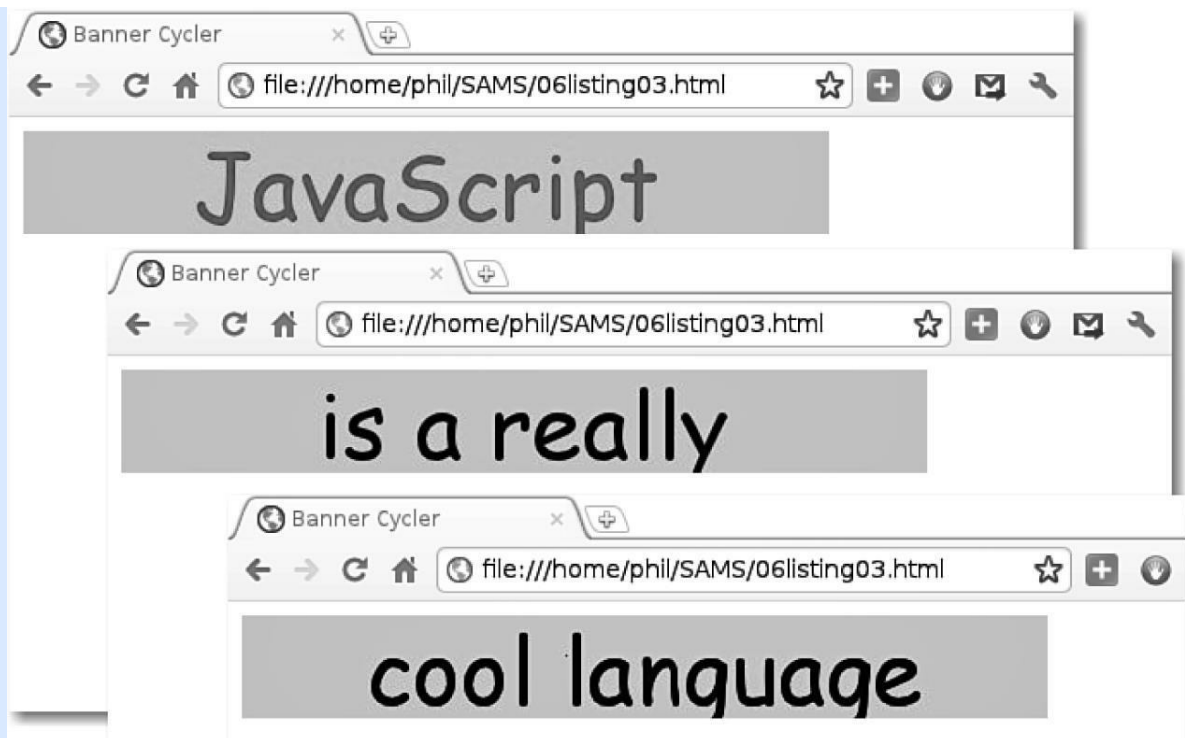 Banner Cycler
file:///home/phil/SAMS/06listing03.html
JavaScript
Banner Cycler
file:///home/phil/SAMS/06listing03.html
is a really
Banner Cycler
file:///home/phil/SAMS/06listing03.html
cool language